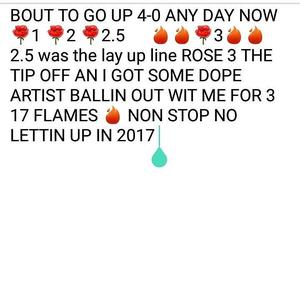 BOUT TO GO UP 4-0 ANY DAY NOW
🌹1 🌹2 🌹2.5 🔥🔥🌹3🔥🔥
2.5 was the lay up line ROSE 3 THE
TIP OFF AN I GOT SOME DOPE
ARTIST BALLIN OUT WIT ME FOR 3
17 FLAMES 🔥 NON STOP NO
LETTIN UP IN 2017